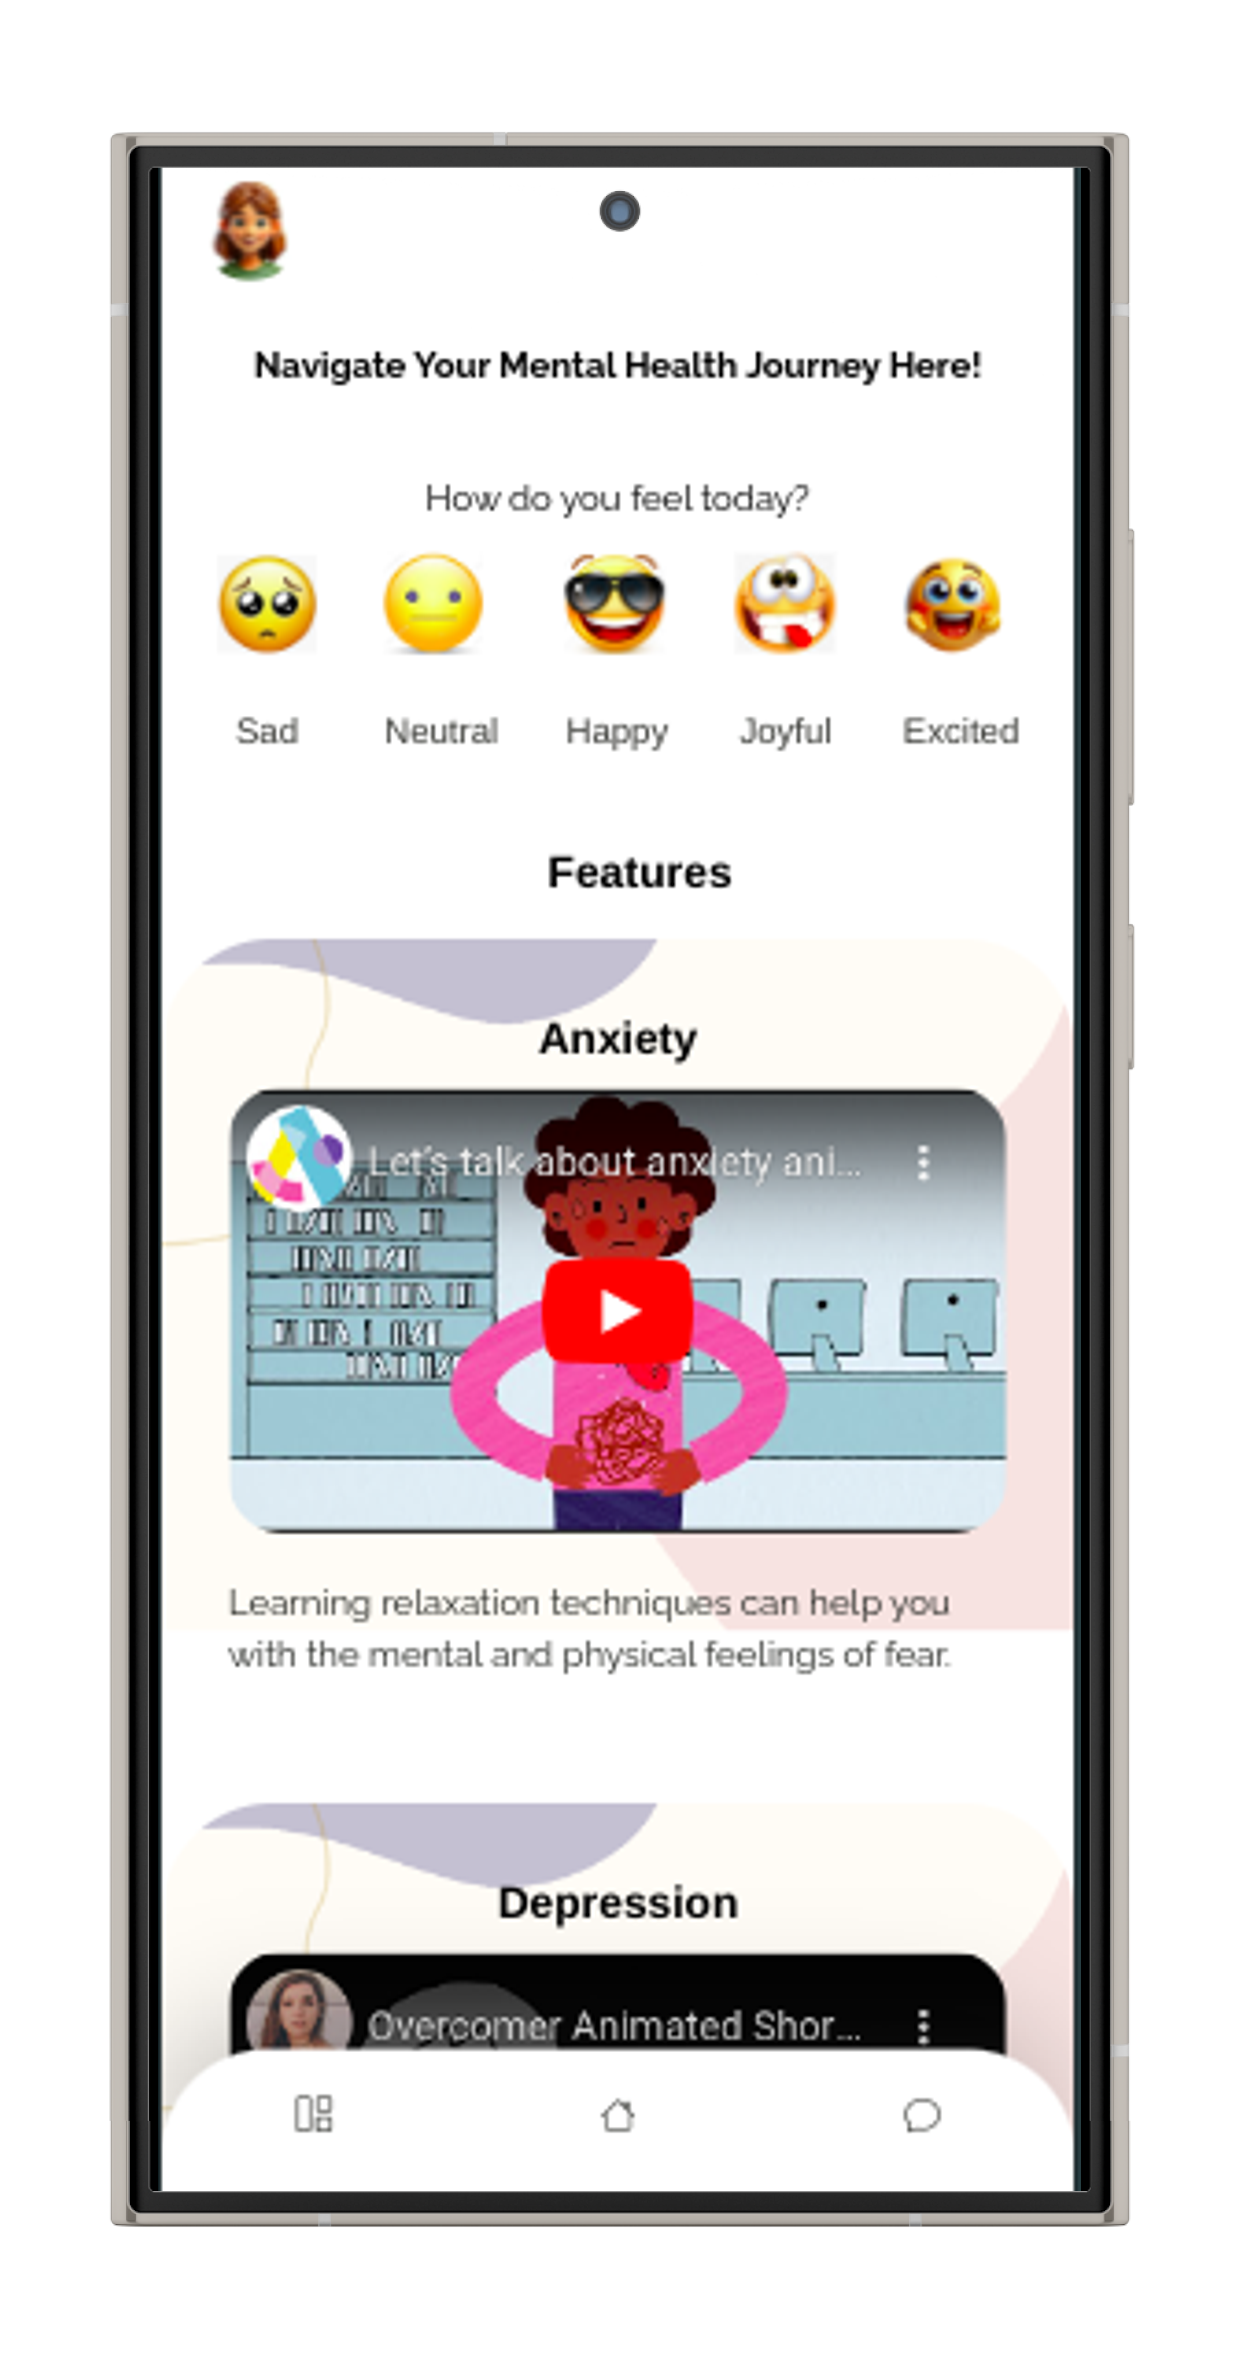 Navigate Your Mental Health Journey Here!
How do you feel today?
Sad Neutral Happy Joyful Excited
Features
Anxiety
Let's talk about anxiety ani...
Learning relaxation techniques can help you
with the mental and physical feelings of fear.
Depression
Overcomer Animated Shor...